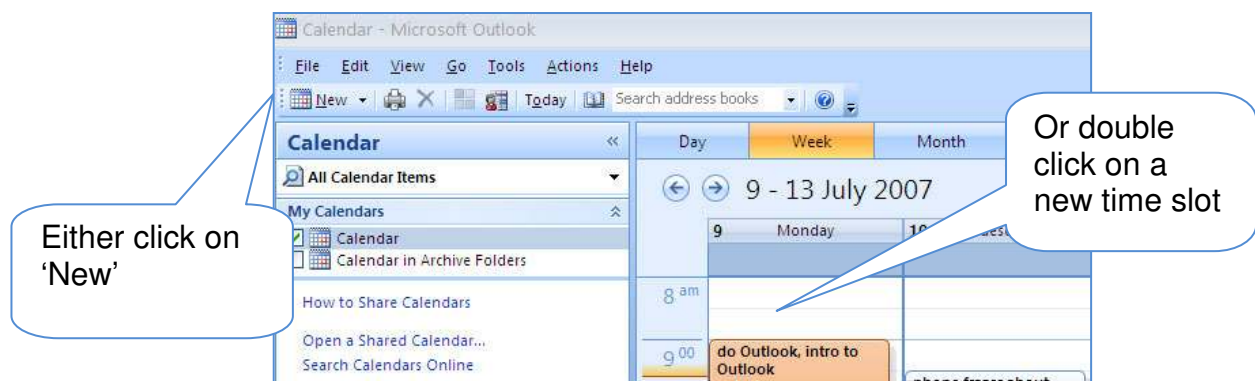 Calendar - Microsoft Outlook
File Edit View Go Tools Actions Help
New Today Search address books
Calendar «
Day Week Month
All Calendar Items
9 - 13 July 2007
My Calendars
9 Monday 10
Calendar
Calendar in Archive Folders
How to Share Calendars
8 am
Open a Shared Calendar...
Search Calendars Online
9 00
do Outlook, intro to
Outlook
Either click on
‘New’
Or double
click on a
new time slot